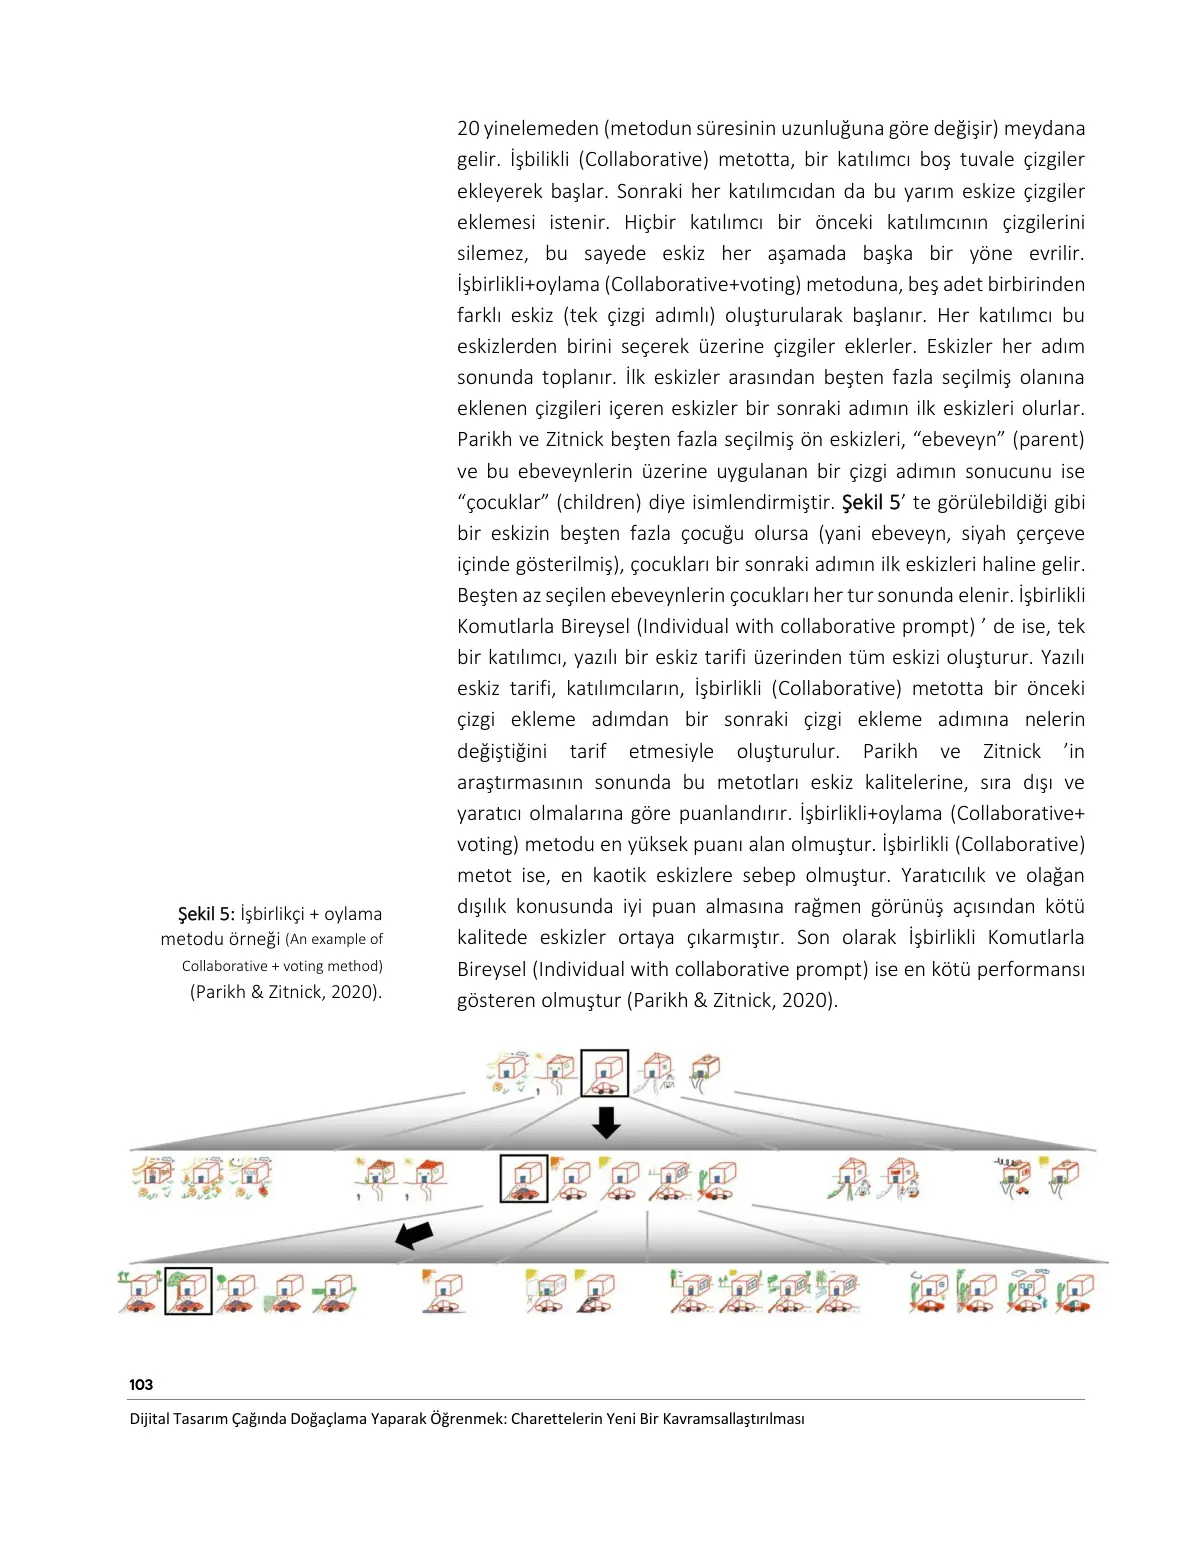 20 yinelemeden (metodun süresinin uzunluğuna göre değişir) meydana
gelir. İşbilikli (Collaborative) metotta, bir katılımcı boş tuvale çizgiler
ekleyerek başlar. Sonraki her katılımcıdan da bu yarım eskize çizgiler
eklemesi istenir. Hiçbir katılımcı bir önceki katılımcının çizgilerini
silemez, bu sayede eskiz her aşamada başka bir yöne evrilir.
İşbirlikli+oylama (Collaborative+voting) metoduna, beş adet birbirinden
farklı eskiz (tek çizgi adımlı) oluşturularak başlanır. Her katılımcı bu
eskizlerden birini seçerek üzerine çizgiler eklerler. Eskizler her adım
sonunda toplanır. İlk eskizler arasından beşten fazla seçilmiş olanına
eklenen çizgileri içeren eskizler bir sonraki adımın ilk eskizleri olurlar.
Parikh ve Zitnick beşten fazla seçilmiş ön eskizleri, “ebeveyn” (parent)
ve bu ebeveynlerin üzerine uygulanan bir çizgi adımın sonucunu ise
“çocuklar” (children) diye isimlendirmiştir. Şekil 5’ te görülebildiği gibi
bir eskizin beşten fazla çocuğu olursa (yani ebeveyn, siyah çerçeve
içinde gösterilmiş), çocukları bir sonraki adımın ilk eskizleri haline gelir.
Beşten az seçilen ebeveynlerin çocukları her tur sonunda elenir. İşbirlikli
Komutlarla Bireysel (Individual with collaborative prompt) ’ de ise, tek
bir katılımcı, yazılı bir eskiz tarifi üzerinden tüm eskizi oluşturur. Yazılı
eskiz tarifi, katılımcıların, İşbirlikli (Collaborative) metotta bir önceki
çizgi ekleme adımdan bir sonraki çizgi ekleme adımına nelerin
değiştiğini tarif etmesiyle oluşturulur. Parikh ve Zitnick ’in
araştırmasının sonunda bu metotları eskiz kalitelerine, sıra dışı ve
yaratıcı olmalarına göre puanlandırır. İşbirlikli+oylama (Collaborative+
voting) metodu en yüksek puanı alan olmuştur. İşbirlikli (Collaborative)
metot ise, en kaotik eskizlere sebep olmuştur. Yaratıcılık ve olağan
dışılık konusunda iyi puan almasına rağmen görünüş açısından kötü
kalitede eskizler ortaya çıkarmıştır. Son olarak İşbirlikli Komutlarla
Bireysel (Individual with collaborative prompt) ise en kötü performansı
gösteren olmuştur (Parikh & Zitnick, 2020).
Şekil 5: İşbirlikçi + oylama
metodu örneği (An example of
Collaborative + voting method)
(Parikh & Zitnick, 2020).
103
Dijital Tasarım Çağında Doğaçlama Yaparak Öğrenmek: Charettelerin Yeni Bir Kavramsallaştırılması